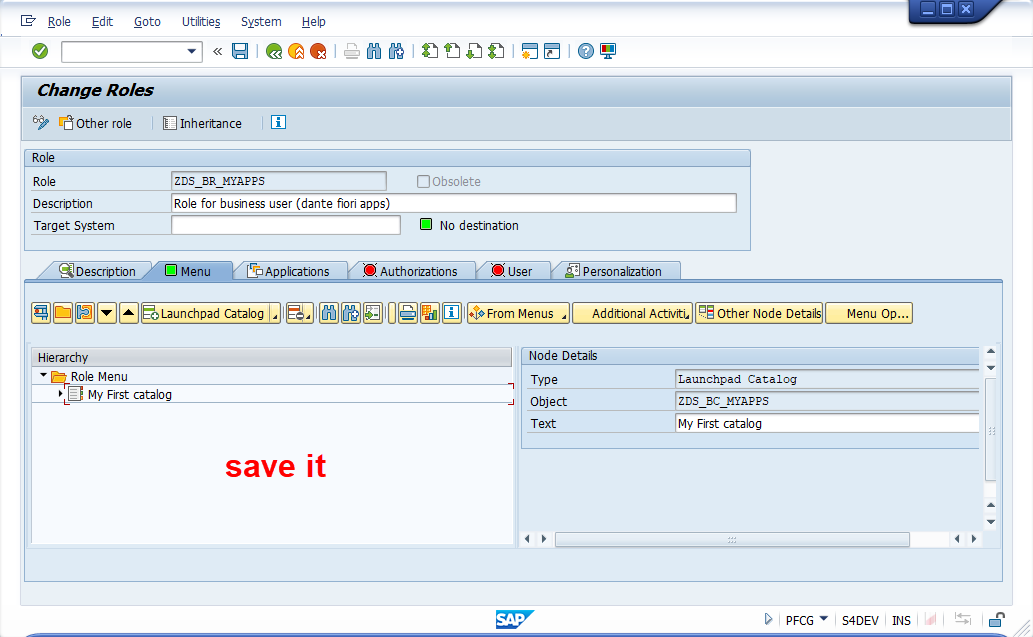 Role Edit Goto Utilities System Help
Change Roles
Other role Inheritance
Role
Role ZDS_BR_MYAPPS Obsolete
Description Role for business user (dante fiori apps)
Target System No destination
Description Menu Applications Authorizations User Personalization
Launchpad Catalog From Menus Additional Activiti Other Node Details Menu Op...
Hierarchy
Role Menu
My First catalog
save it
Node Details
Type Launchpad Catalog
Object ZDS_BC_MYAPPS
Text My First catalog
SAP PFCG S4DEV INS